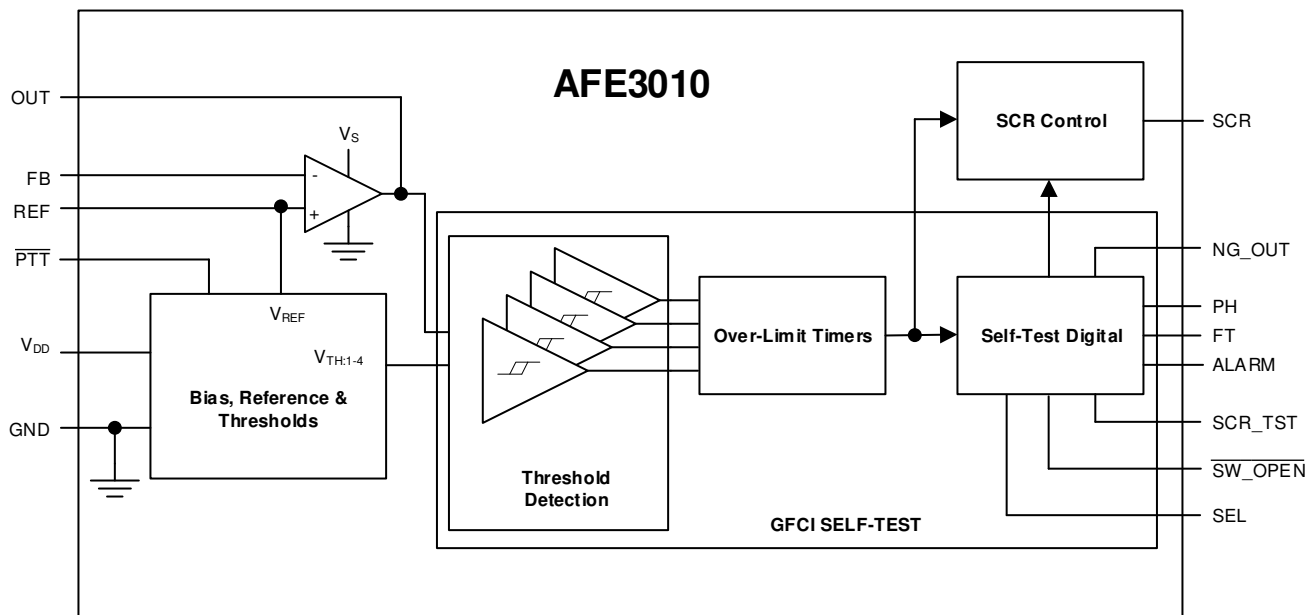 AFE3010
OUT
FB
REF
PTT
V_DD
GND
V_S
-
+
V_REF
V_TH:1-4
Bias, Reference &
Thresholds
Threshold
Detection
Over-Limit Timers
Self-Test Digital
GFCI SELF-TEST
SCR Control
SCR
NG_OUT
PH
FT
ALARM
SCR_TST
SW_OPEN
SEL